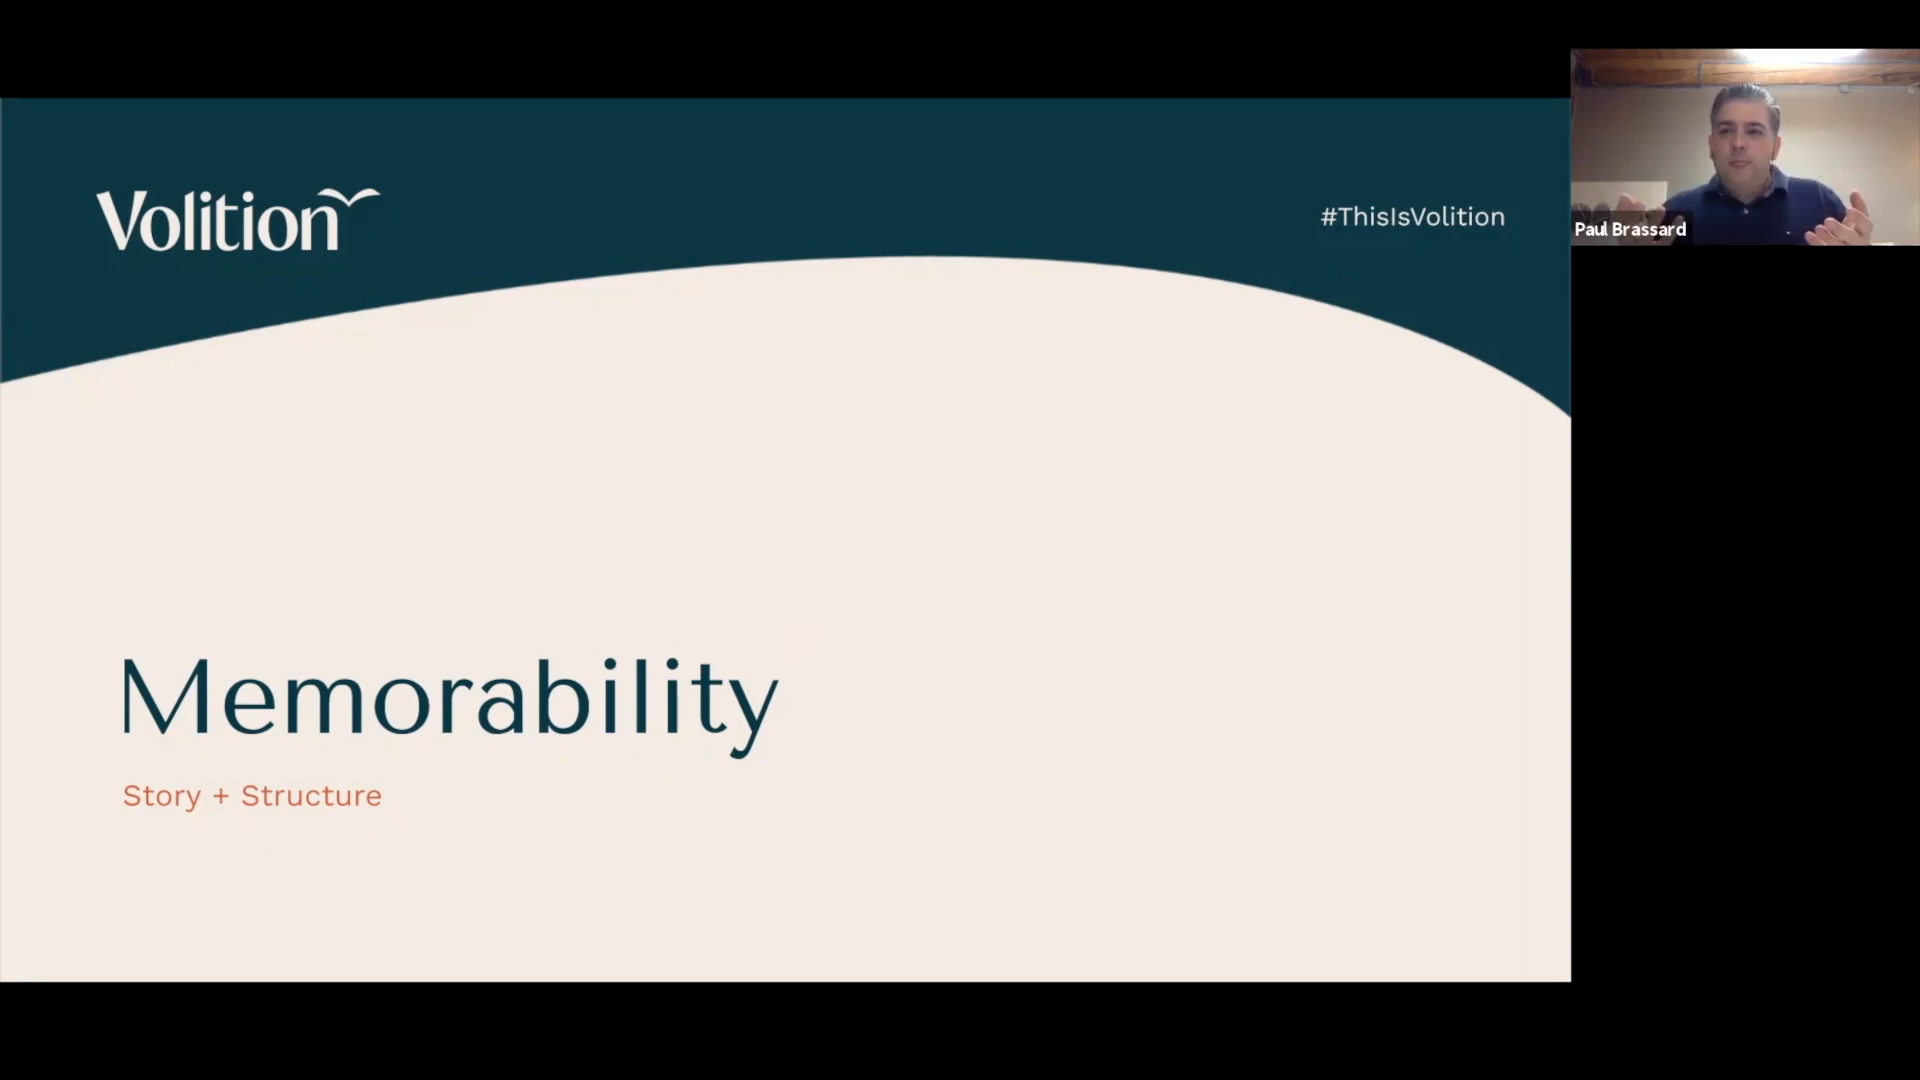 Volition
#ThisIsVolition
Paul Brassard
Memorability
Story + Structure